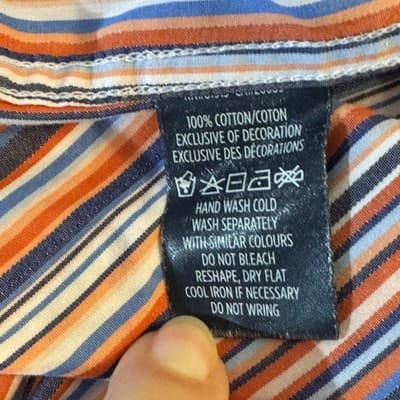 100% COTTON/COTON
EXCLUSIVE OF DECORATION
EXCLUSIVE DES DÉCORATIONS
HAND WASH COLD
WASH SEPARATELY
WITH SIMILAR COLOURS
DO NOT BLEACH
RESHAPE, DRY FLAT
COOL IRON IF NECESSARY
DO NOT WRING